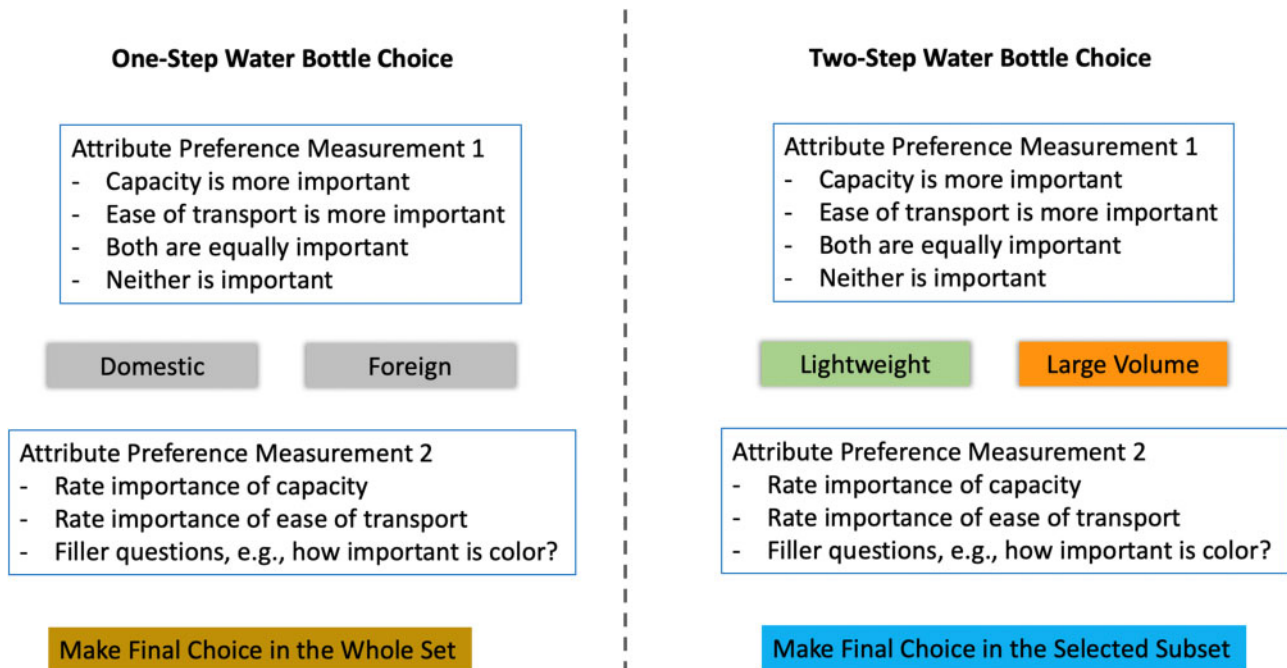 One-Step Water Bottle Choice
Attribute Preference Measurement 1
- Capacity is more important
- Ease of transport is more important
- Both are equally important
- Neither is important
Domestic
Foreign
Attribute Preference Measurement 2
- Rate importance of capacity
- Rate importance of ease of transport
- Filler questions, e.g., how important is color?
Make Final Choice in the Whole Set
Two-Step Water Bottle Choice
Attribute Preference Measurement 1
- Capacity is more important
- Ease of transport is more important
- Both are equally important
- Neither is important
Lightweight
Large Volume
Attribute Preference Measurement 2
- Rate importance of capacity
- Rate importance of ease of transport
- Filler questions, e.g., how important is color?
Make Final Choice in the Selected Subset